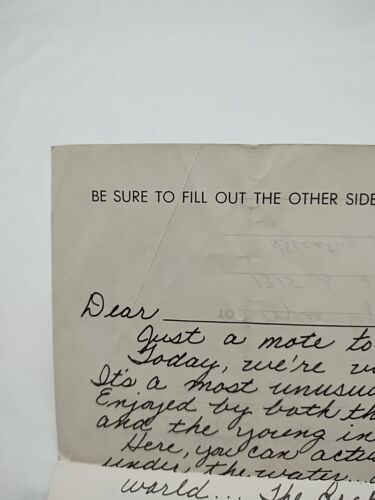 BE SURE TO FILL OUT THE OTHER SIDE
Dear
Just a note to
Today, we're
It's a most unusu
Enjoyed by both th
and the young in
Here, you can actu
under the water...
world... The